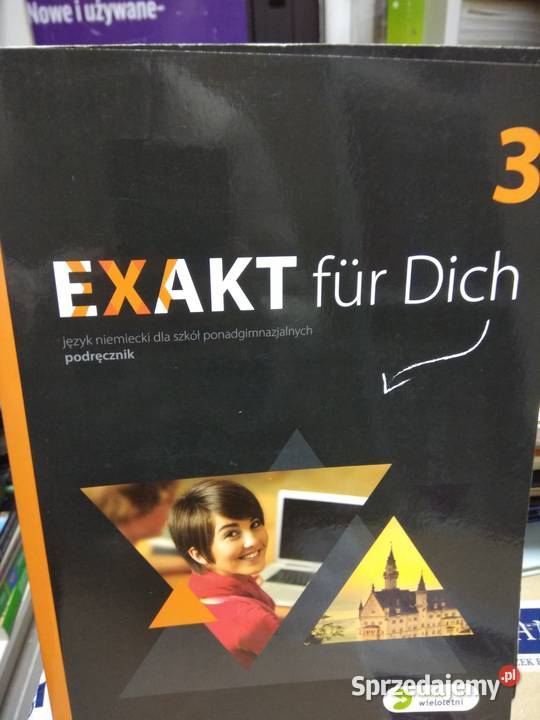 Nowe i używane-
3
EXAKT für Dich
język niemiecki dla szkół ponadgimnazjalnych
podręcznik
Sprzedajemy.pl
wieloletni